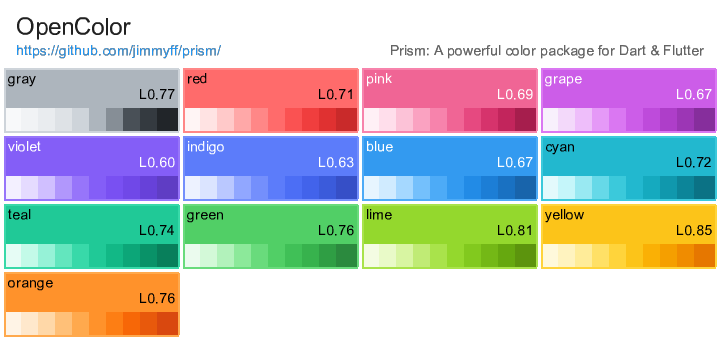 OpenColor
https://github.com/jimmyff/prism/
Prism: A powerful color package for Dart & Flutter
gray
L0.77
red
L0.71
pink
L0.69
grape
L0.67
violet
L0.60
indigo
L0.63
blue
L0.67
cyan
L0.72
teal
L0.74
green
L0.76
lime
L0.81
yellow
L0.85
orange
L0.76